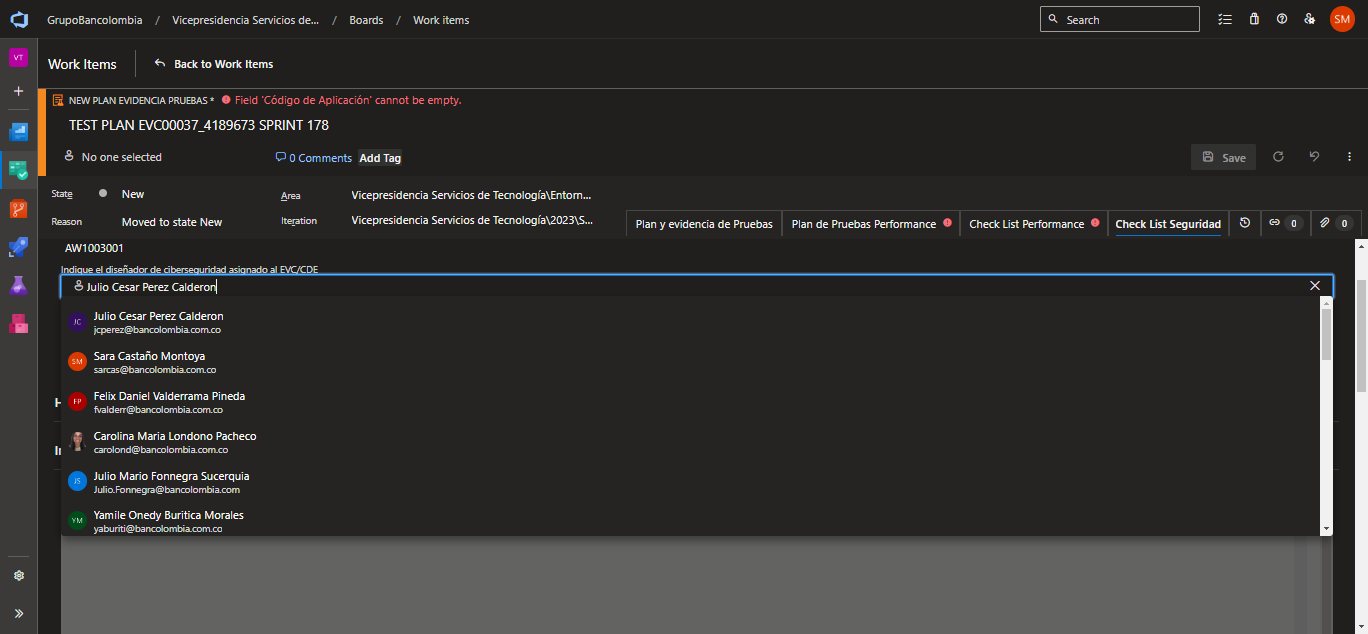 GrupoBancolombia / Vicepresidencia Servicios de... / Boards / Work items
Search
SM
VT
Work Items
Back to Work Items
NEW PLAN EVIDENCIA PRUEBAS * Field 'Código de Aplicación' cannot be empty.
TEST PLAN EVC00037_4189673 SPRINT 178
No one selected
0 Comments
Add Tag
Save
State
New
Area
Vicepresidencia Servicios de Tecnología\Entorn...
Reason
Moved to state New
Iteration
Vicepresidencia Servicios de Tecnología\2023\S...
Plan y evidencia de Pruebas
Plan de Pruebas Performance
Check List Performance
Check List Seguridad
0
0
AW1003001
Indique el diseñador de ciberseguridad asignado al EVC/CDE
Julio Cesar Perez Calderon
JC
Julio Cesar Perez Calderon
jcperez@bancolombia.com.co
SM
Sara Castaño Montoya
sarcas@bancolombia.com.co
FP
Felix Daniel Valderrama Pineda
fvalderr@bancolombia.com.co
Carolina Maria Londono Pacheco
carolond@bancolombia.com.co
JS
Julio Mario Fonnegra Sucerquia
Julio.Fonnegra@bancolombia.com
YM
Yamile Onedy Buritica Morales
yaburiti@bancolombia.com.co